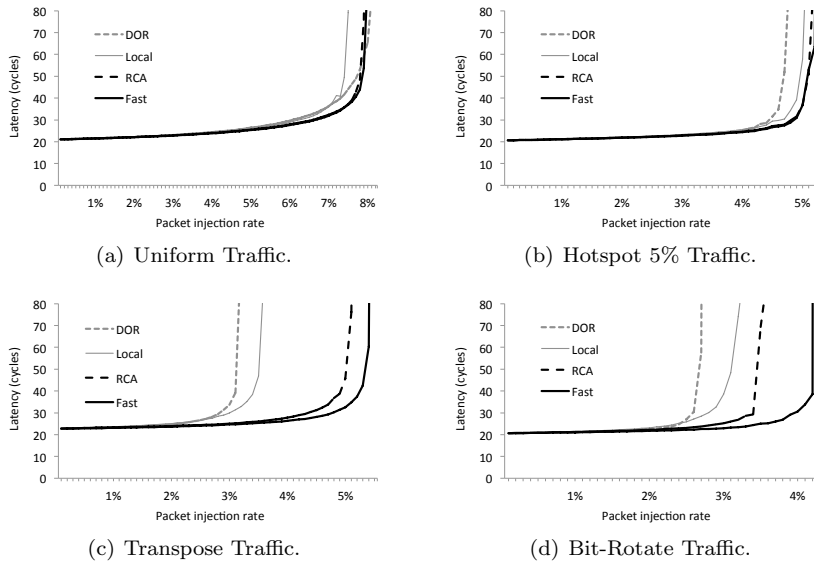 80
70
60
50
40
30
20
10
0
Latency (cycles)
DOR
Local
RCA
Fast
1% 2% 3% 4% 5% 6% 7% 8%
Packet injection rate
(a) Uniform Traffic.
80
70
60
50
40
30
20
10
0
Latency (cycles)
DOR
Local
RCA
Fast
1% 2% 3% 4% 5%
Packet injection rate
(b) Hotspot 5% Traffic.
80
70
60
50
40
30
20
10
0
Latency (cycles)
DOR
Local
RCA
Fast
1% 2% 3% 4% 5%
Packet injection rate
(c) Transpose Traffic.
80
70
60
50
40
30
20
10
0
Latency (cycles)
DOR
Local
RCA
Fast
1% 2% 3% 4%
Packet injection rate
(d) Bit-Rotate Traffic.